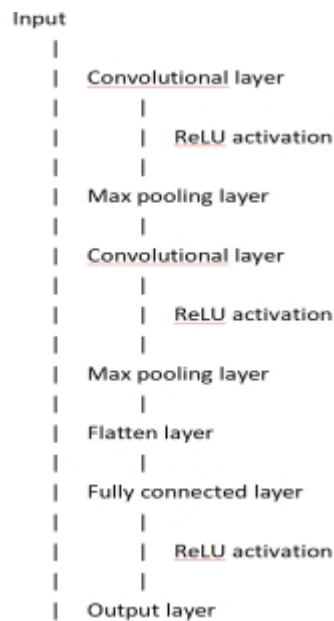 Input
Convolutional layer
ReLU activation
Max pooling layer
Convolutional layer
ReLU activation
Max pooling layer
Flatten layer
Fully connected layer
ReLU activation
Output layer